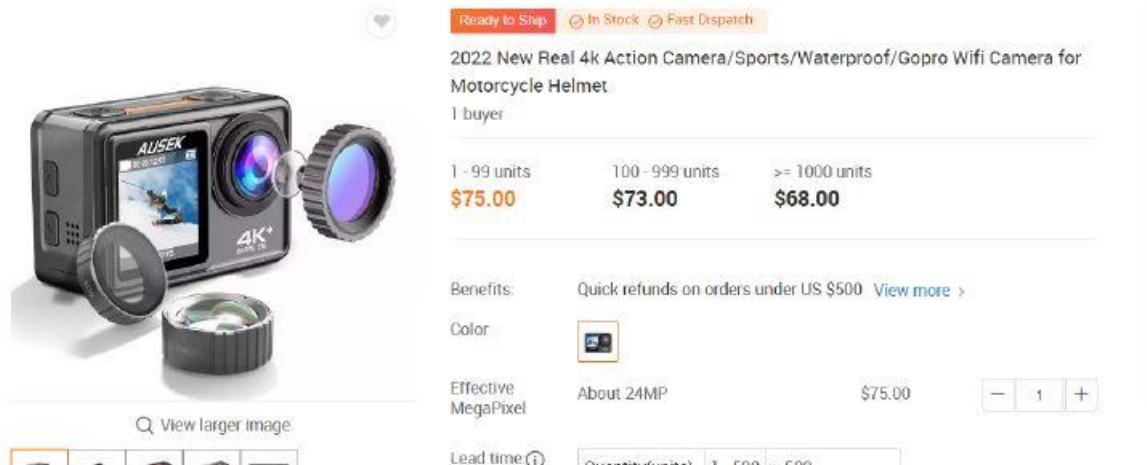 Ready to Ship In Stock Fast Dispatch
2022 New Real 4k Action Camera/Sports/Waterproof/Gopro Wifi Camera for
Motorcycle Helmet
1 buyer
1 - 99 units 100 - 999 units >= 1000 units
$75.00 $73.00 $68.00
Benefits: Quick refunds on orders under US $500 View more >
Color
Effective
MegaPixel
About 24MP $75.00 − 1 +
Lead time
AUSEK
4K+
View larger image